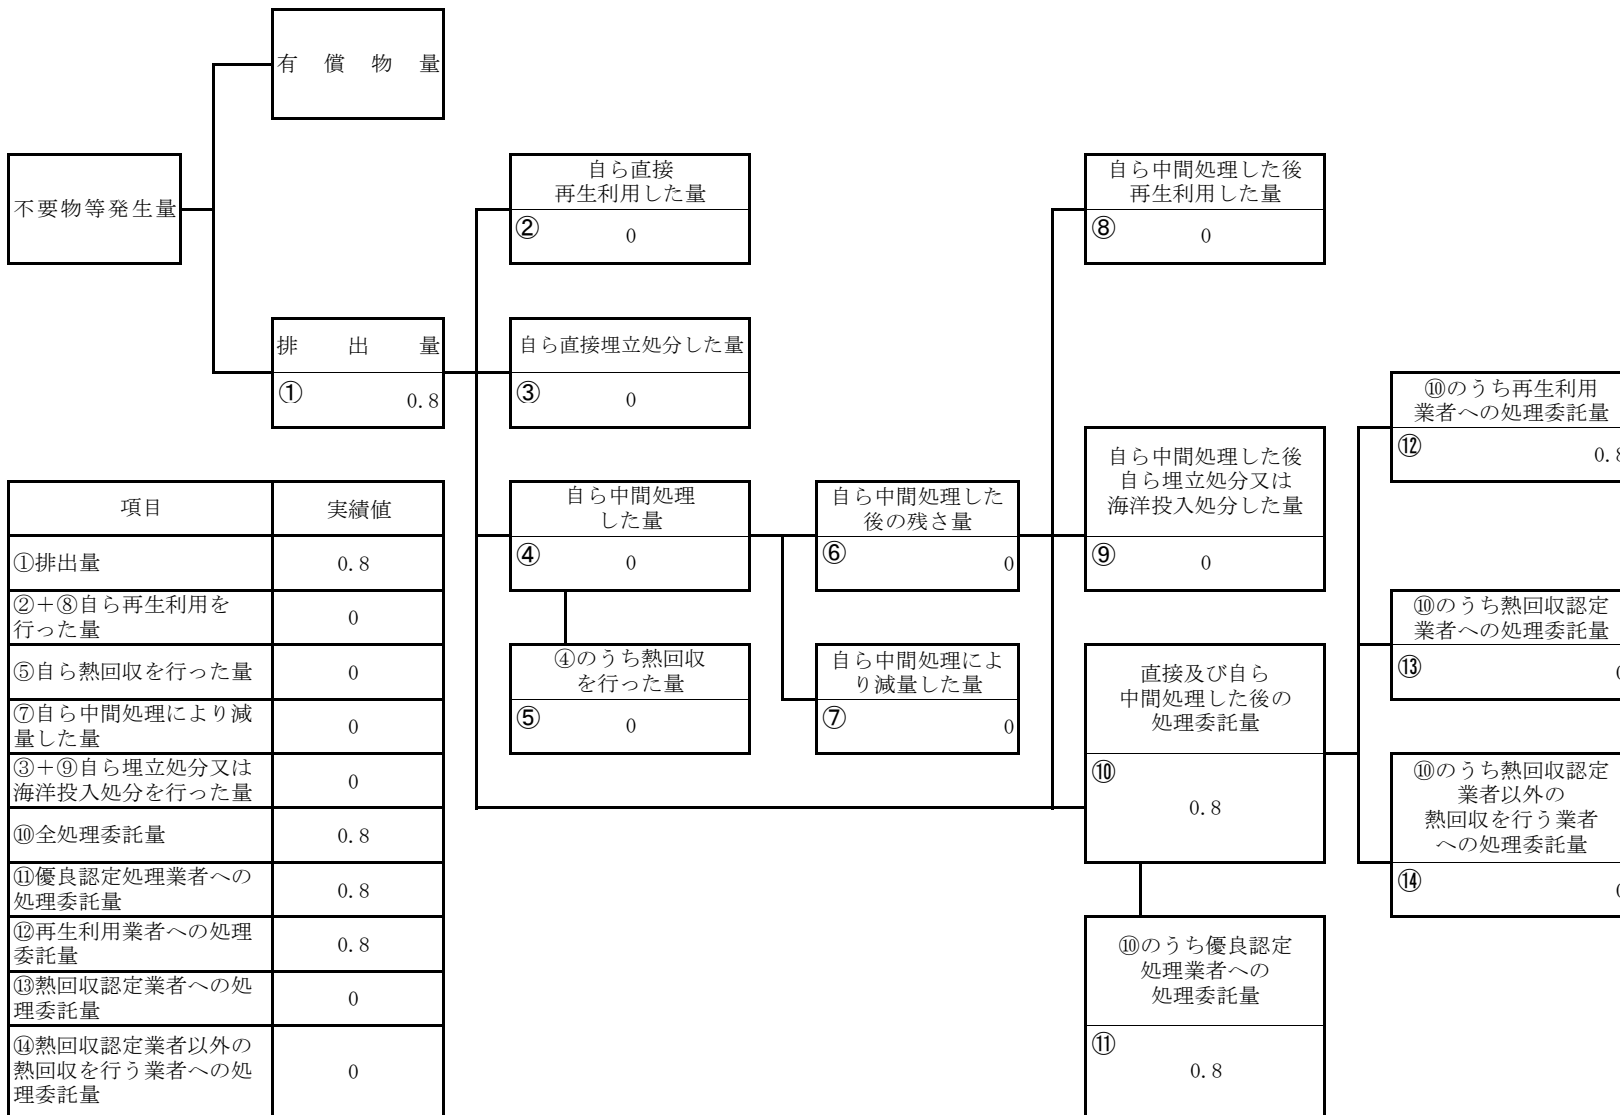 有償物量
不要物等発生量
排出量
① 0.8
自ら直接
再生利用した量
② 0
自ら直接埋立処分した量
③ 0
自ら中間処理
した量
④ 0
④のうち熱回収
を行った量
⑤ 0
自ら中間処理した
後の残さ量
⑥ 0
自ら中間処理によ
り減量した量
⑦ 0
自ら中間処理した後
再生利用した量
⑧ 0
自ら中間処理した後
自ら埋立処分又は
海洋投入処分した量
⑨ 0
直接及び自ら
中間処理した後の
処理委託量
⑩
0.8
⑩のうち優良認定
処理業者への
処理委託量
⑪
0.8
⑩のうち再生利用
業者への処理委託量
⑫ 0.8
⑩のうち熱回収認定
業者への処理委託量
⑬ 0
⑩のうち熱回収認定
業者以外の
熱回収を行う業者
への処理委託量
⑭ 0
項目 実績値
①排出量 0.8
②+⑧自ら再生利用を
行った量 0
⑤自ら熱回収を行った量 0
⑦自ら中間処理により減
量した量 0
③+⑨自ら埋立処分又は
海洋投入処分を行った量 0
⑩全処理委託量 0.8
⑪優良認定処理業者への
処理委託量 0.8
⑫再生利用業者への処理
委託量 0.8
⑬熱回収認定業者への処
理委託量 0
⑭熱回収認定業者以外の
熱回収を行う業者への処
理委託量 0